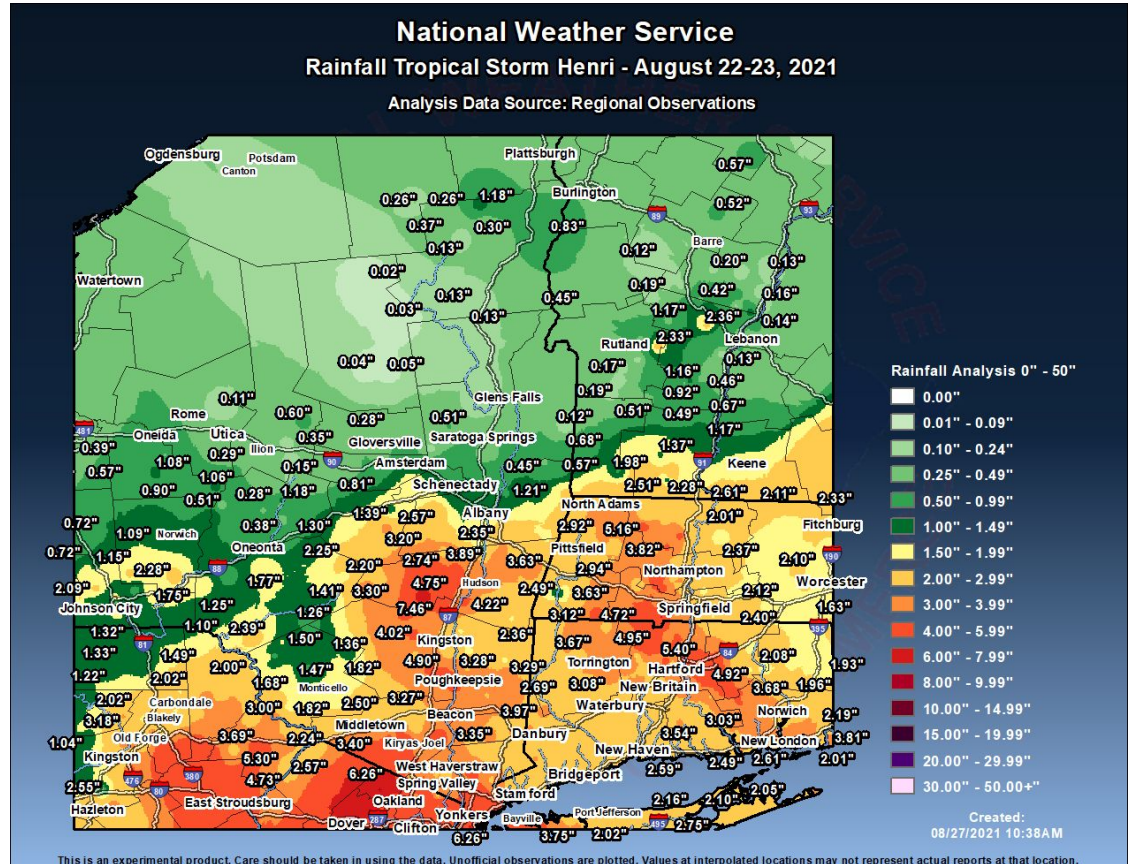 National Weather Service
Rainfall Tropical Storm Henri - August 22-23, 2021
Analysis Data Source: Regional Observations
Ogdensburg Potsdam Plattsburgh 0.57"
Canton
0.26" 0.26" 1.18" Burlington 0.52" 93
0.37" 0.30" 0.83" 89
0.13" 0.12" Barre
0.02" 0.20" 0.13"
Watertown 0.19"
0.13" 0.45" 0.42" 0.16"
0.03" 0.13" 1.17" 2.36" 0.14"
Rutland 2.33" Lebanon
0.04" 0.05" 0.17" 0.13"
1.16" 0.46"
0.11" Glens Falls 0.19" 0.92"
Rome 0.60" 0.28" 0.51" 0.12" 0.51" 0.49" 0.67"
481 Oneida Utica 0.35" Gloversville Saratoga Springs 0.68" 1.17"
0.39" Ilion 1.37"
0.57" 1.08" 0.29" 0.15" 90 Amsterdam 0.45" 0.57" 1.98" 91 Keene
0.90" 1.06" 0.28" 1.18" 0.81" Schenectady 1.21" 2.51" 2.28" 2.61" 2.11" 2.33"
0.51" 1.39" 2.57" Albany North Adams 2.01"
0.72" 1.09" Norwich 0.38" 1.30" 2.92" 5.16" Fitchburg
0.72" 1.15" Oneonta 2.25" 3.20" 2.35" Pittsfield 3.82" 2.37" 2.10" 190
2.28" 88 2.20" 2.74" 3.89" 3.63" 2.94" Northampton
2.09" 1.75" 1.77" 1.41" 3.30" 4.75" Hudson 2.49" 3.63" 2.12" Worcester
Johnson City 1.25" 1.26" 7.46" 4.22" 3.12" 4.72" Springfield 1.63"
1.32" 1.10" 2.39" 87 2.40"
1.33" 81 1.50" 4.02" Kingston 2.36" 3.67" 4.95" 5.40" 395
1.49" 1.36" 84 2.08"
1.22" 2.02" 2.00" 1.47" 1.82" 4.90" 3.28" 3.29" Torrington Hartford 4.92" 1.93"
1.68" Monticello Poughkeepsie 2.69" 3.08" New Britain 3.68" 1.96"
2.02" Carbondale 3.00" 1.82" 2.50" 3.27" Beacon 3.97" Waterbury Norwich
3.18" Blakely Middletown 3.03" 2.19"
1.04" Old Forge 3.69" 2.24" 3.40" Kiryas Joel 3.35" Danbury 3.54" New London 3.81"
Kingston 5.30" 2.57" West Haverstraw New Haven 2.59" 2.49" 2.61" 2.01"
2.55" 476 380 4.73" 6.26" Spring Valley Bridgeport
80 Oakland Stamford 2.16" 2.10" 2.05"
Hazleton East Stroudsburg 287 Yonkers Bayville Port Jefferson
Dover Clifton 6.26" 3.75" 2.02" 495 2.75"
Rainfall Analysis 0" - 50"
0.00"
0.01" - 0.09"
0.10" - 0.24"
0.25" - 0.49"
0.50" - 0.99"
1.00" - 1.49"
1.50" - 1.99"
2.00" - 2.99"
3.00" - 3.99"
4.00" - 5.99"
6.00" - 7.99"
8.00" - 9.99"
10.00" - 14.99"
15.00" - 19.99"
20.00" - 29.99"
30.00" - 50.00+"
Created:
08/27/2021 10:38AM
This is an experimental product. Care should be taken in using the data. Unofficial observations are plotted. Values at interpolated locations may not represent actual reports at that location.